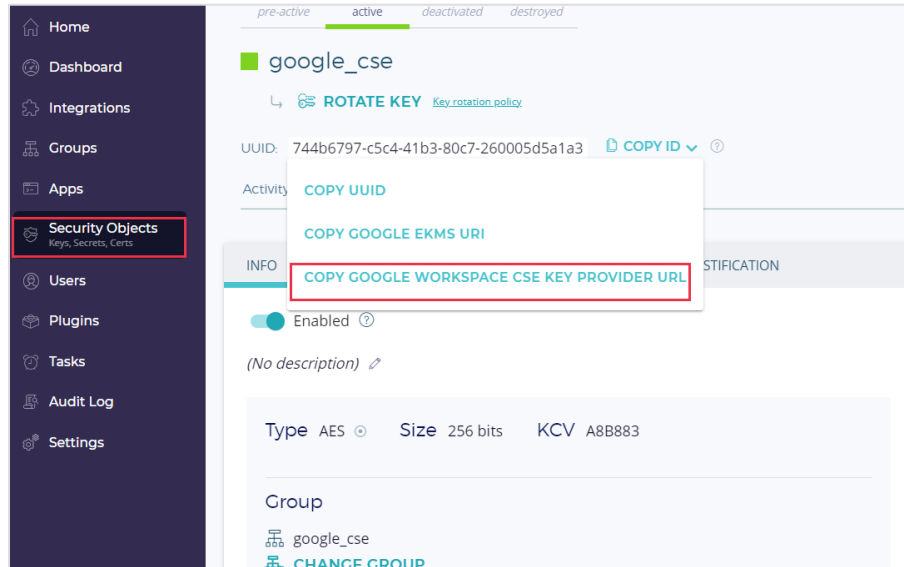 pre-active active deactivated destroyed
Home
Dashboard
Integrations
Groups
Apps
Security Objects
Keys, Secrets, Certs
Users
Plugins
Tasks
Audit Log
Settings
google_cse
ROTATE KEY Key rotation policy
UUID: 744b6797-c5c4-41b3-80c7-260005d5a1a3 COPY ID
Activity
COPY UUID
COPY GOOGLE EKMS URI
COPY GOOGLE WORKSPACE CSE KEY PROVIDER URL
INFO STIFICATION
Enabled
(No description)
Type AES Size 256 bits KCV A8B883
Group
google_cse
CHANGE GROUP